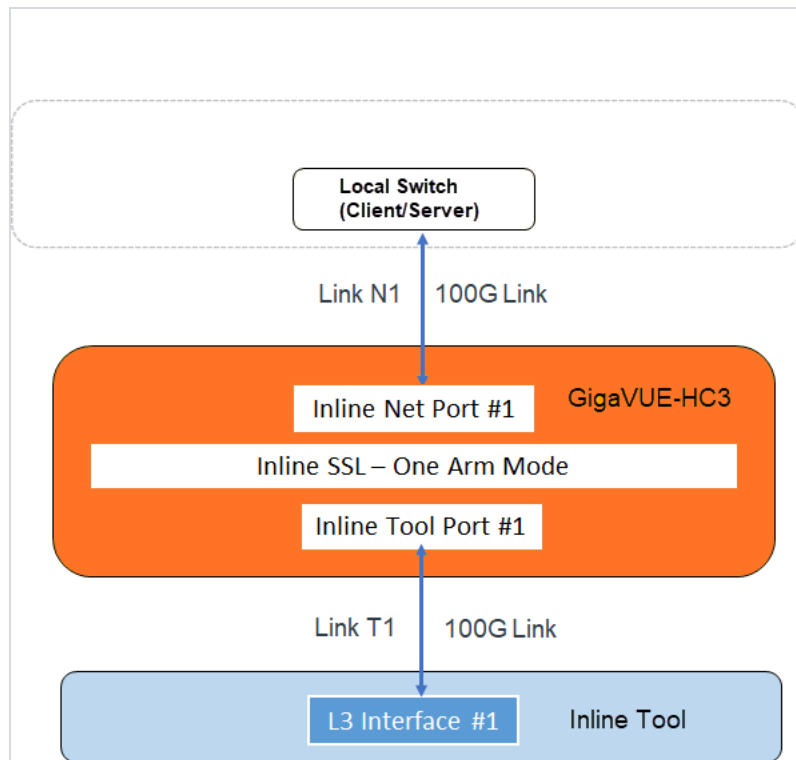 Local Switch
(Client/Server)
Link N1 100G Link
GigaVUE-HC3
Inline Net Port #1
Inline SSL – One Arm Mode
Inline Tool Port #1
Link T1 100G Link
L3 Interface #1 Inline Tool